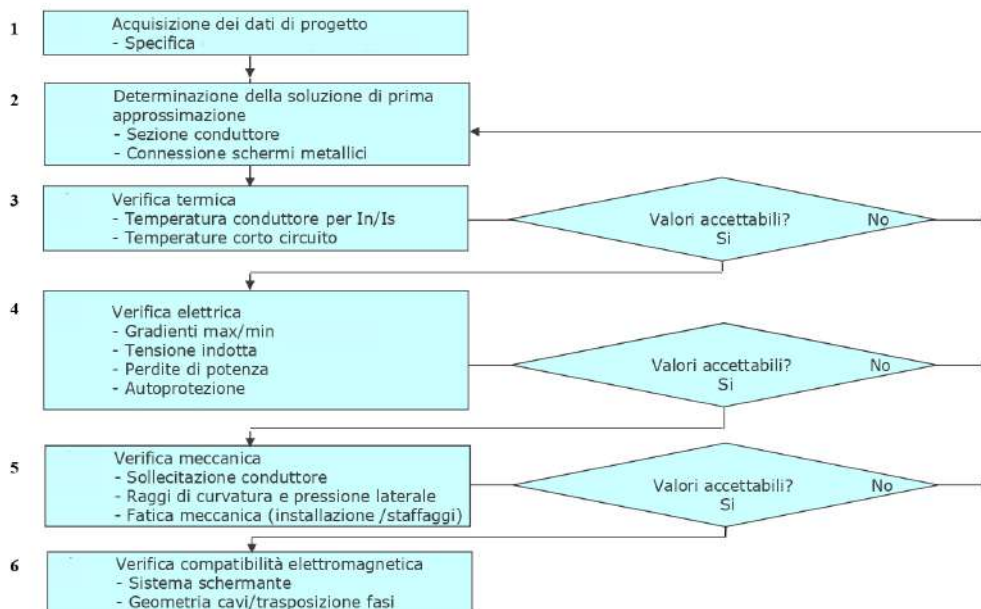 1
Acquisizione dei dati di progetto
- Specifica
2
Determinazione della soluzione di prima
approssimazione
- Sezione conduttore
- Connessione schermi metallici
3
Verifica termica
- Temperatura conduttore per In/Is
- Temperature corto circuito
Valori accettabili? No
Si
4
Verifica elettrica
- Gradienti max/min
- Tensione indotta
- Perdite di potenza
- Autoprotezione
Valori accettabili? No
Si
5
Verifica meccanica
- Sollecitazione conduttore
- Raggi di curvatura e pressione laterale
- Fatica meccanica (installazione /staffaggi)
Valori accettabili? No
Si
6
Verifica compatibilità elettromagnetica
- Sistema schermante
- Geometria cavi/trasposizione fasi